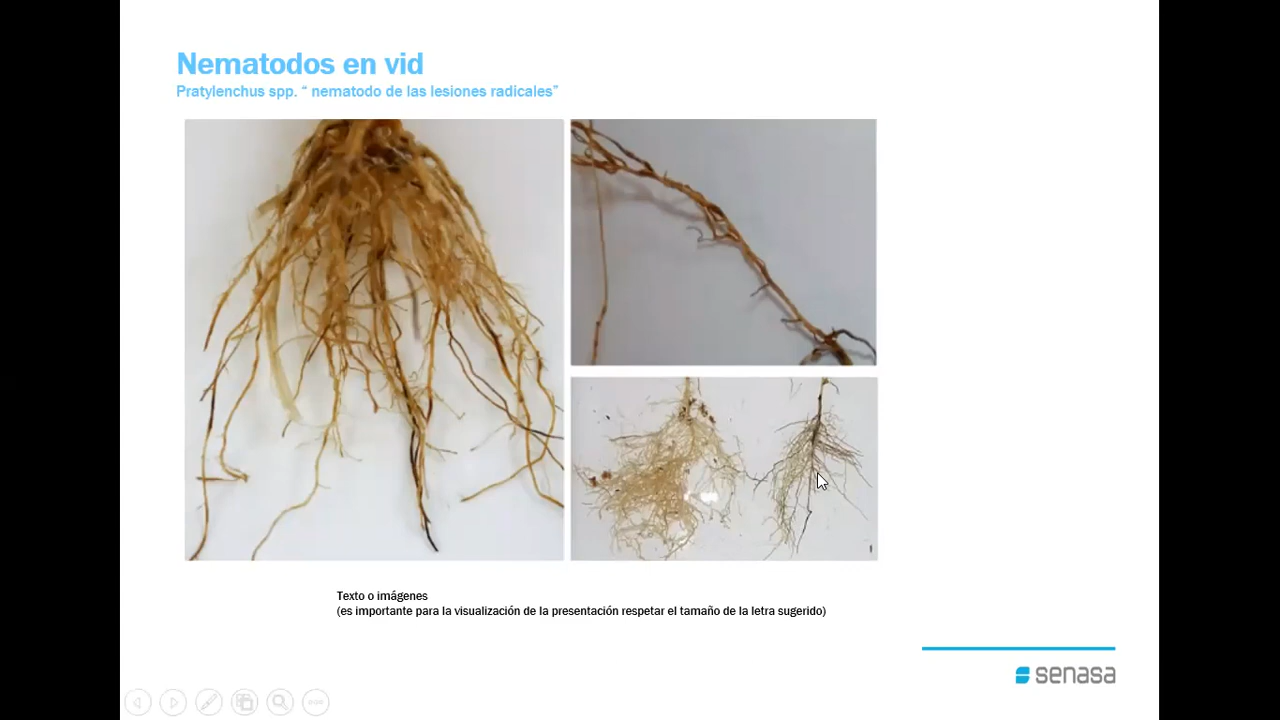 Nematodos en vid
Pratylenchus spp. “ nematodo de las lesiones radicales”
Texto o imágenes
(es importante para la visualización de la presentación respetar el tamaño de la letra sugerido)
senasa